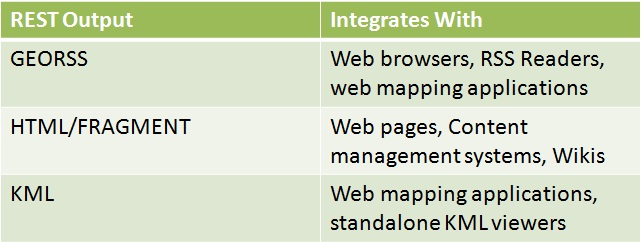 REST Output Integrates With
GEORSS Web browsers, RSS Readers,
web mapping applications
HTML/FRAGMENT Web pages, Content
management systems, Wikis
KML Web mapping applications,
standalone KML viewers